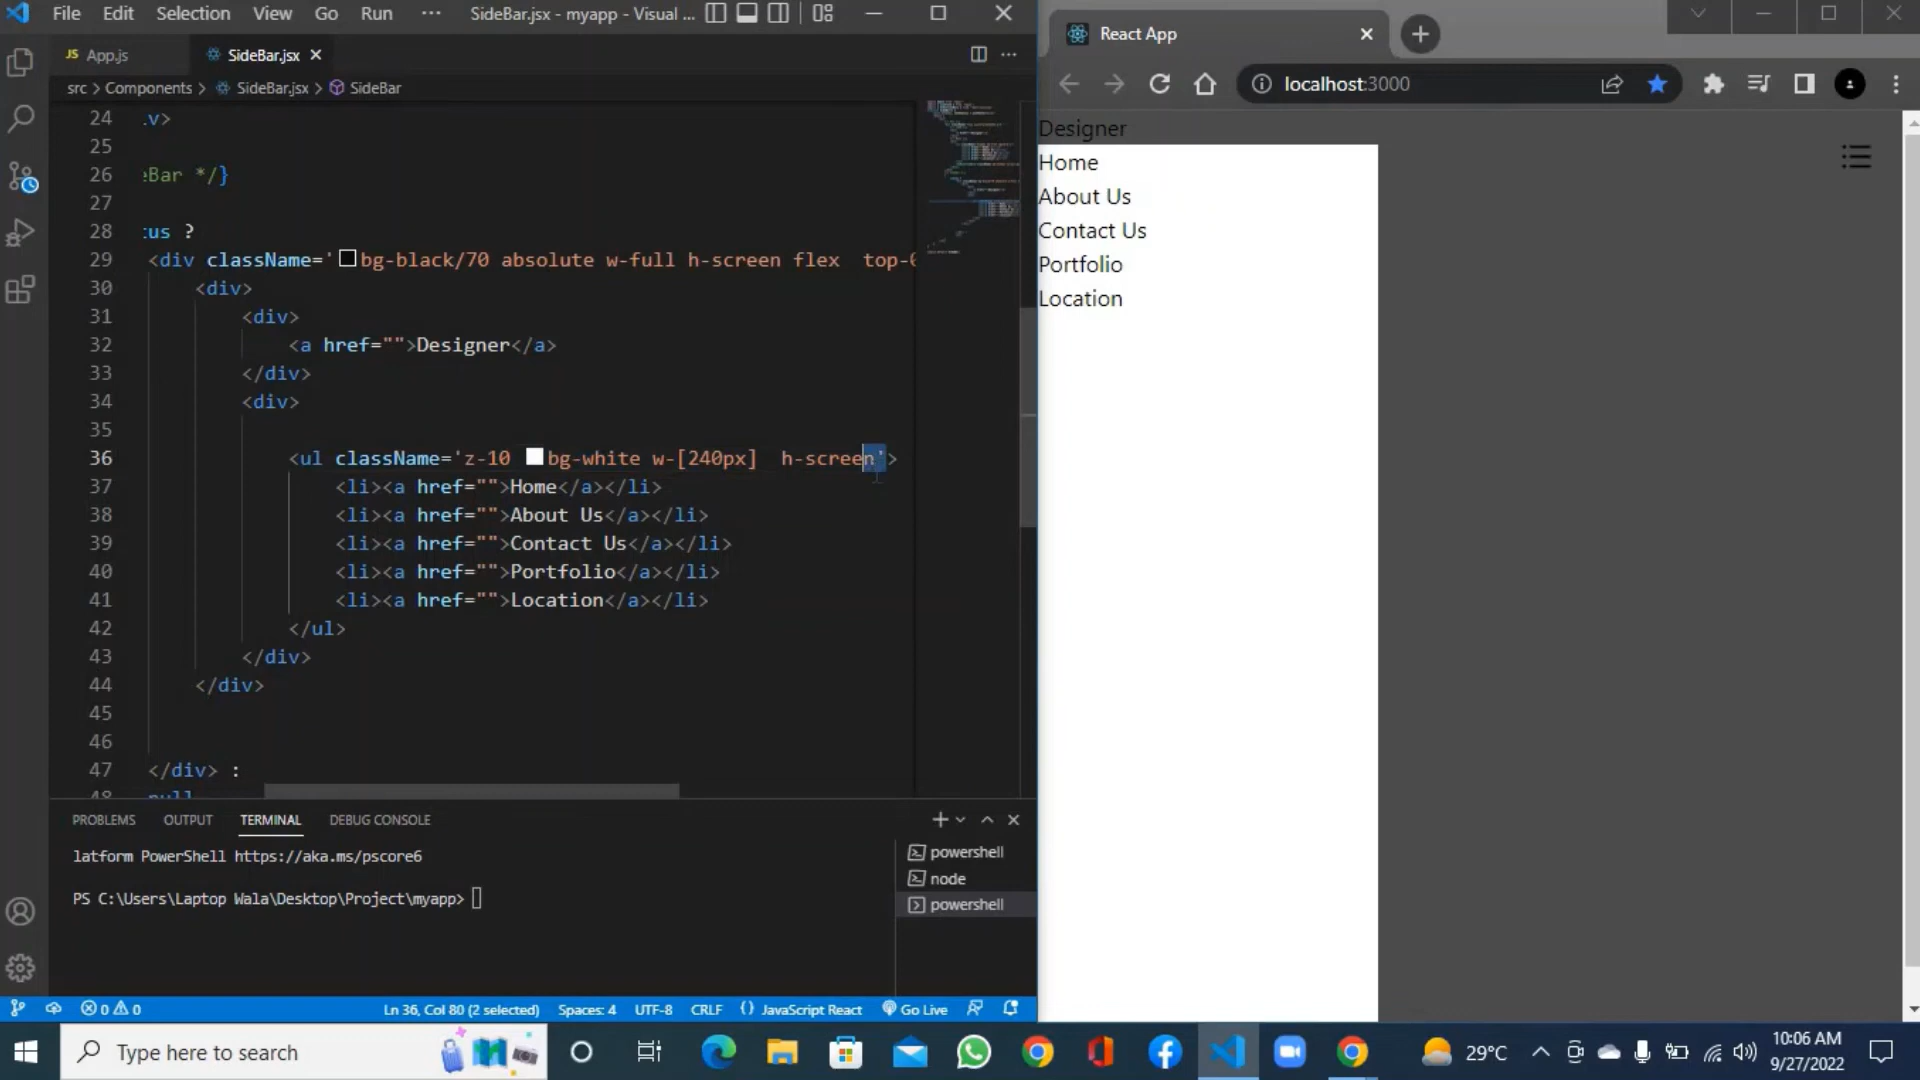 File Edit Selection View Go Run ··· SideBar.jsx - myapp - Visual ...
JS App.js SideBar.jsx
src > Components > SideBar.jsx > SideBar
24 .v>
25
26 eBar */}
27
28 :us ?
29 <div className='bg-black/70 absolute w-full h-screen flex  top-0
30 <div>
31 <div>
32 <a href="">Designer</a>
33 </div>
34 <div>
35
36 <ul className='z-10 bg-white w-[240px]  h-screen'>
37 <li><a href="">Home</a></li>
38 <li><a href="">About Us</a></li>
39 <li><a href="">Contact Us</a></li>
40 <li><a href="">Portfolio</a></li>
41 <li><a href="">Location</a></li>
42 </ul>
43 </div>
44 </div>
45
46
47 </div> :
48 null
PROBLEMS OUTPUT TERMINAL DEBUG CONSOLE
latform PowerShell https://aka.ms/pscore6
PS C:\Users\Laptop Wala\Desktop\Project\myapp>
powershell
node
powershell
0 0 Ln 36, Col 80 (2 selected) Spaces: 4 UTF-8 CRLF {} JavaScript React Go Live
React App
localhost:3000
Designer
Home
About Us
Contact Us
Portfolio
Location
Type here to search
29°C
10:06 AM
9/27/2022